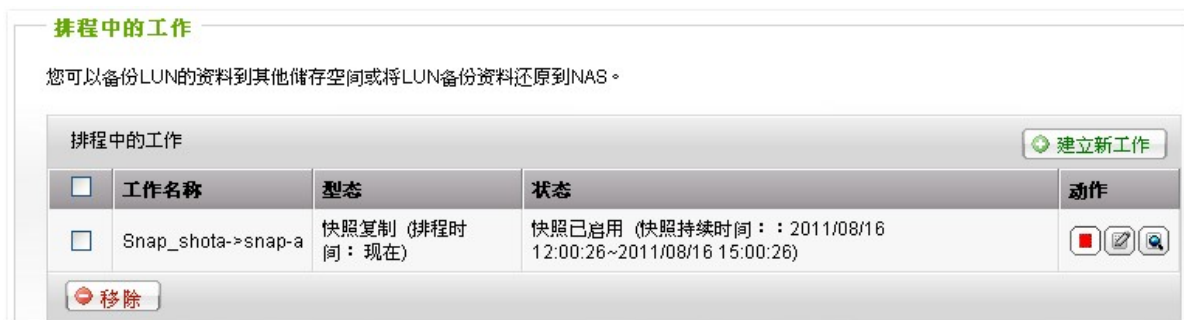 排程中的工作
您可以备份LUN的资料到其他储存空间或将LUN备份资料还原到NAS。
排程中的工作
建立新工作
工作名称 型态 状态 动作
Snap_shota->snap-a 快照复制 (排程时间：现在) 快照已启用 (快照持续时间：：2011/08/16 12:00:26~2011/08/16 15:00:26)
移除